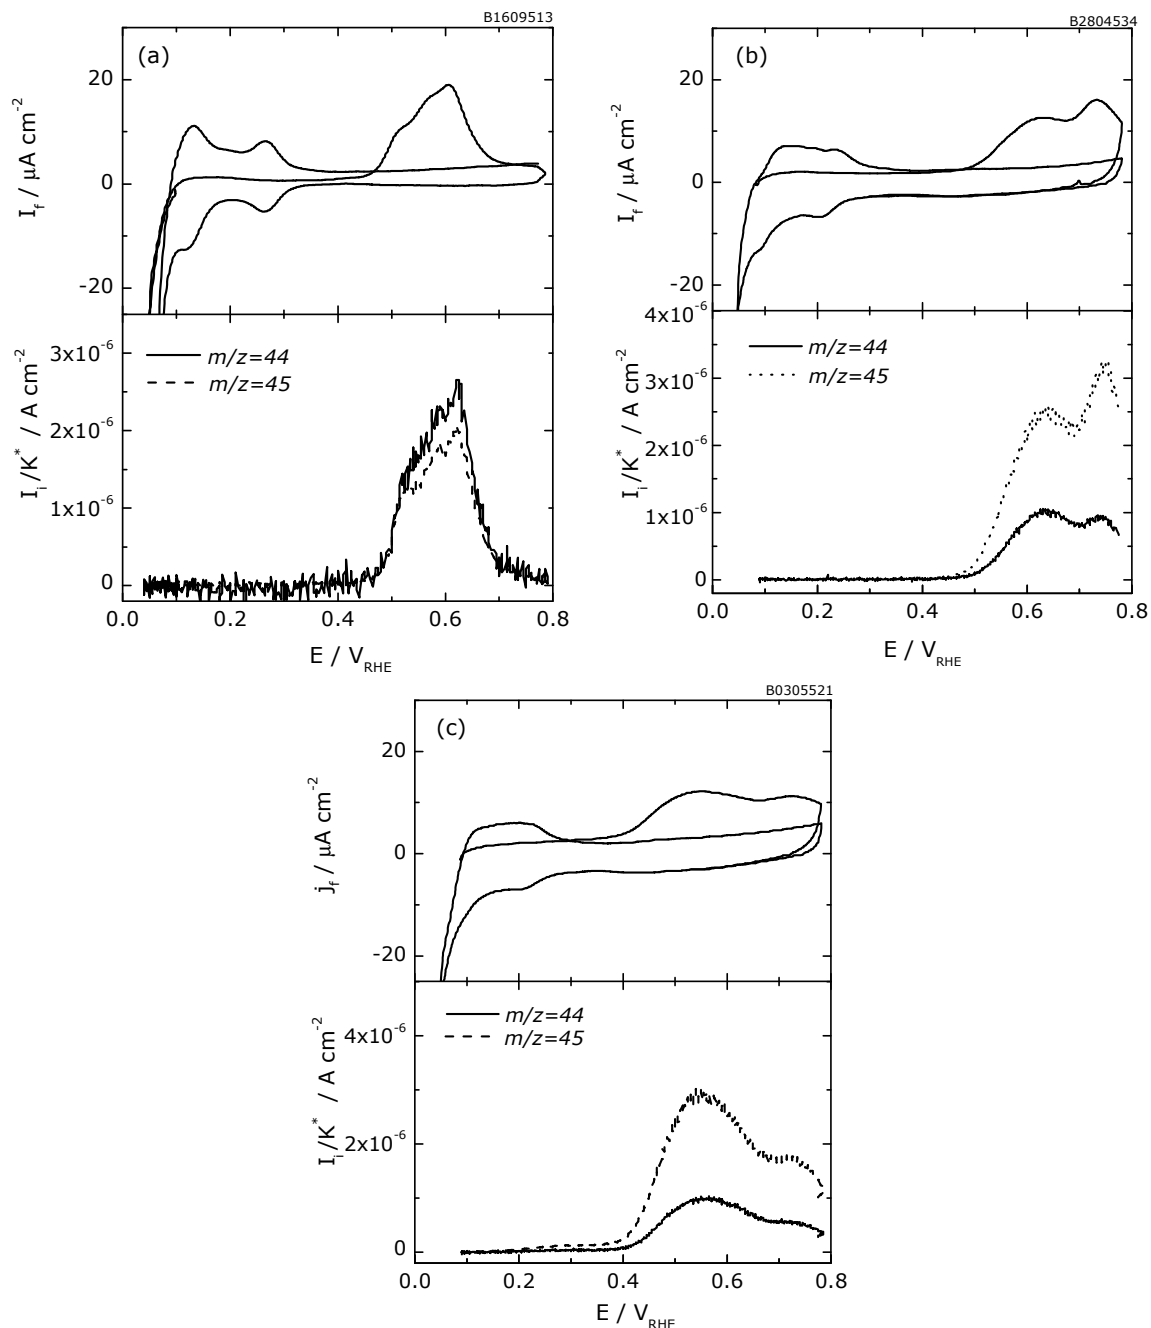 B1609513
(a)
20
0
-20
I_f / μA cm⁻²
m/z=44
m/z=45
3x10⁻⁶
2x10⁻⁶
1x10⁻⁶
0
I_i/K* / A cm⁻²
0.0 0.2 0.4 0.6 0.8
E / V_RHE
B2804534
(b)
20
0
-20
I_f / μA cm⁻²
4x10⁻⁶
m/z=44
m/z=45
3x10⁻⁶
2x10⁻⁶
1x10⁻⁶
0
I_i/K* / A cm⁻²
0.0 0.2 0.4 0.6 0.8
E / V_RHE
B0305521
(c)
20
0
-20
j_f / μA cm⁻²
m/z=44
m/z=45
4x10⁻⁶
2x10⁻⁶
0
I_i/K* / A cm⁻²
0.0 0.2 0.4 0.6 0.8
E / V_RHE